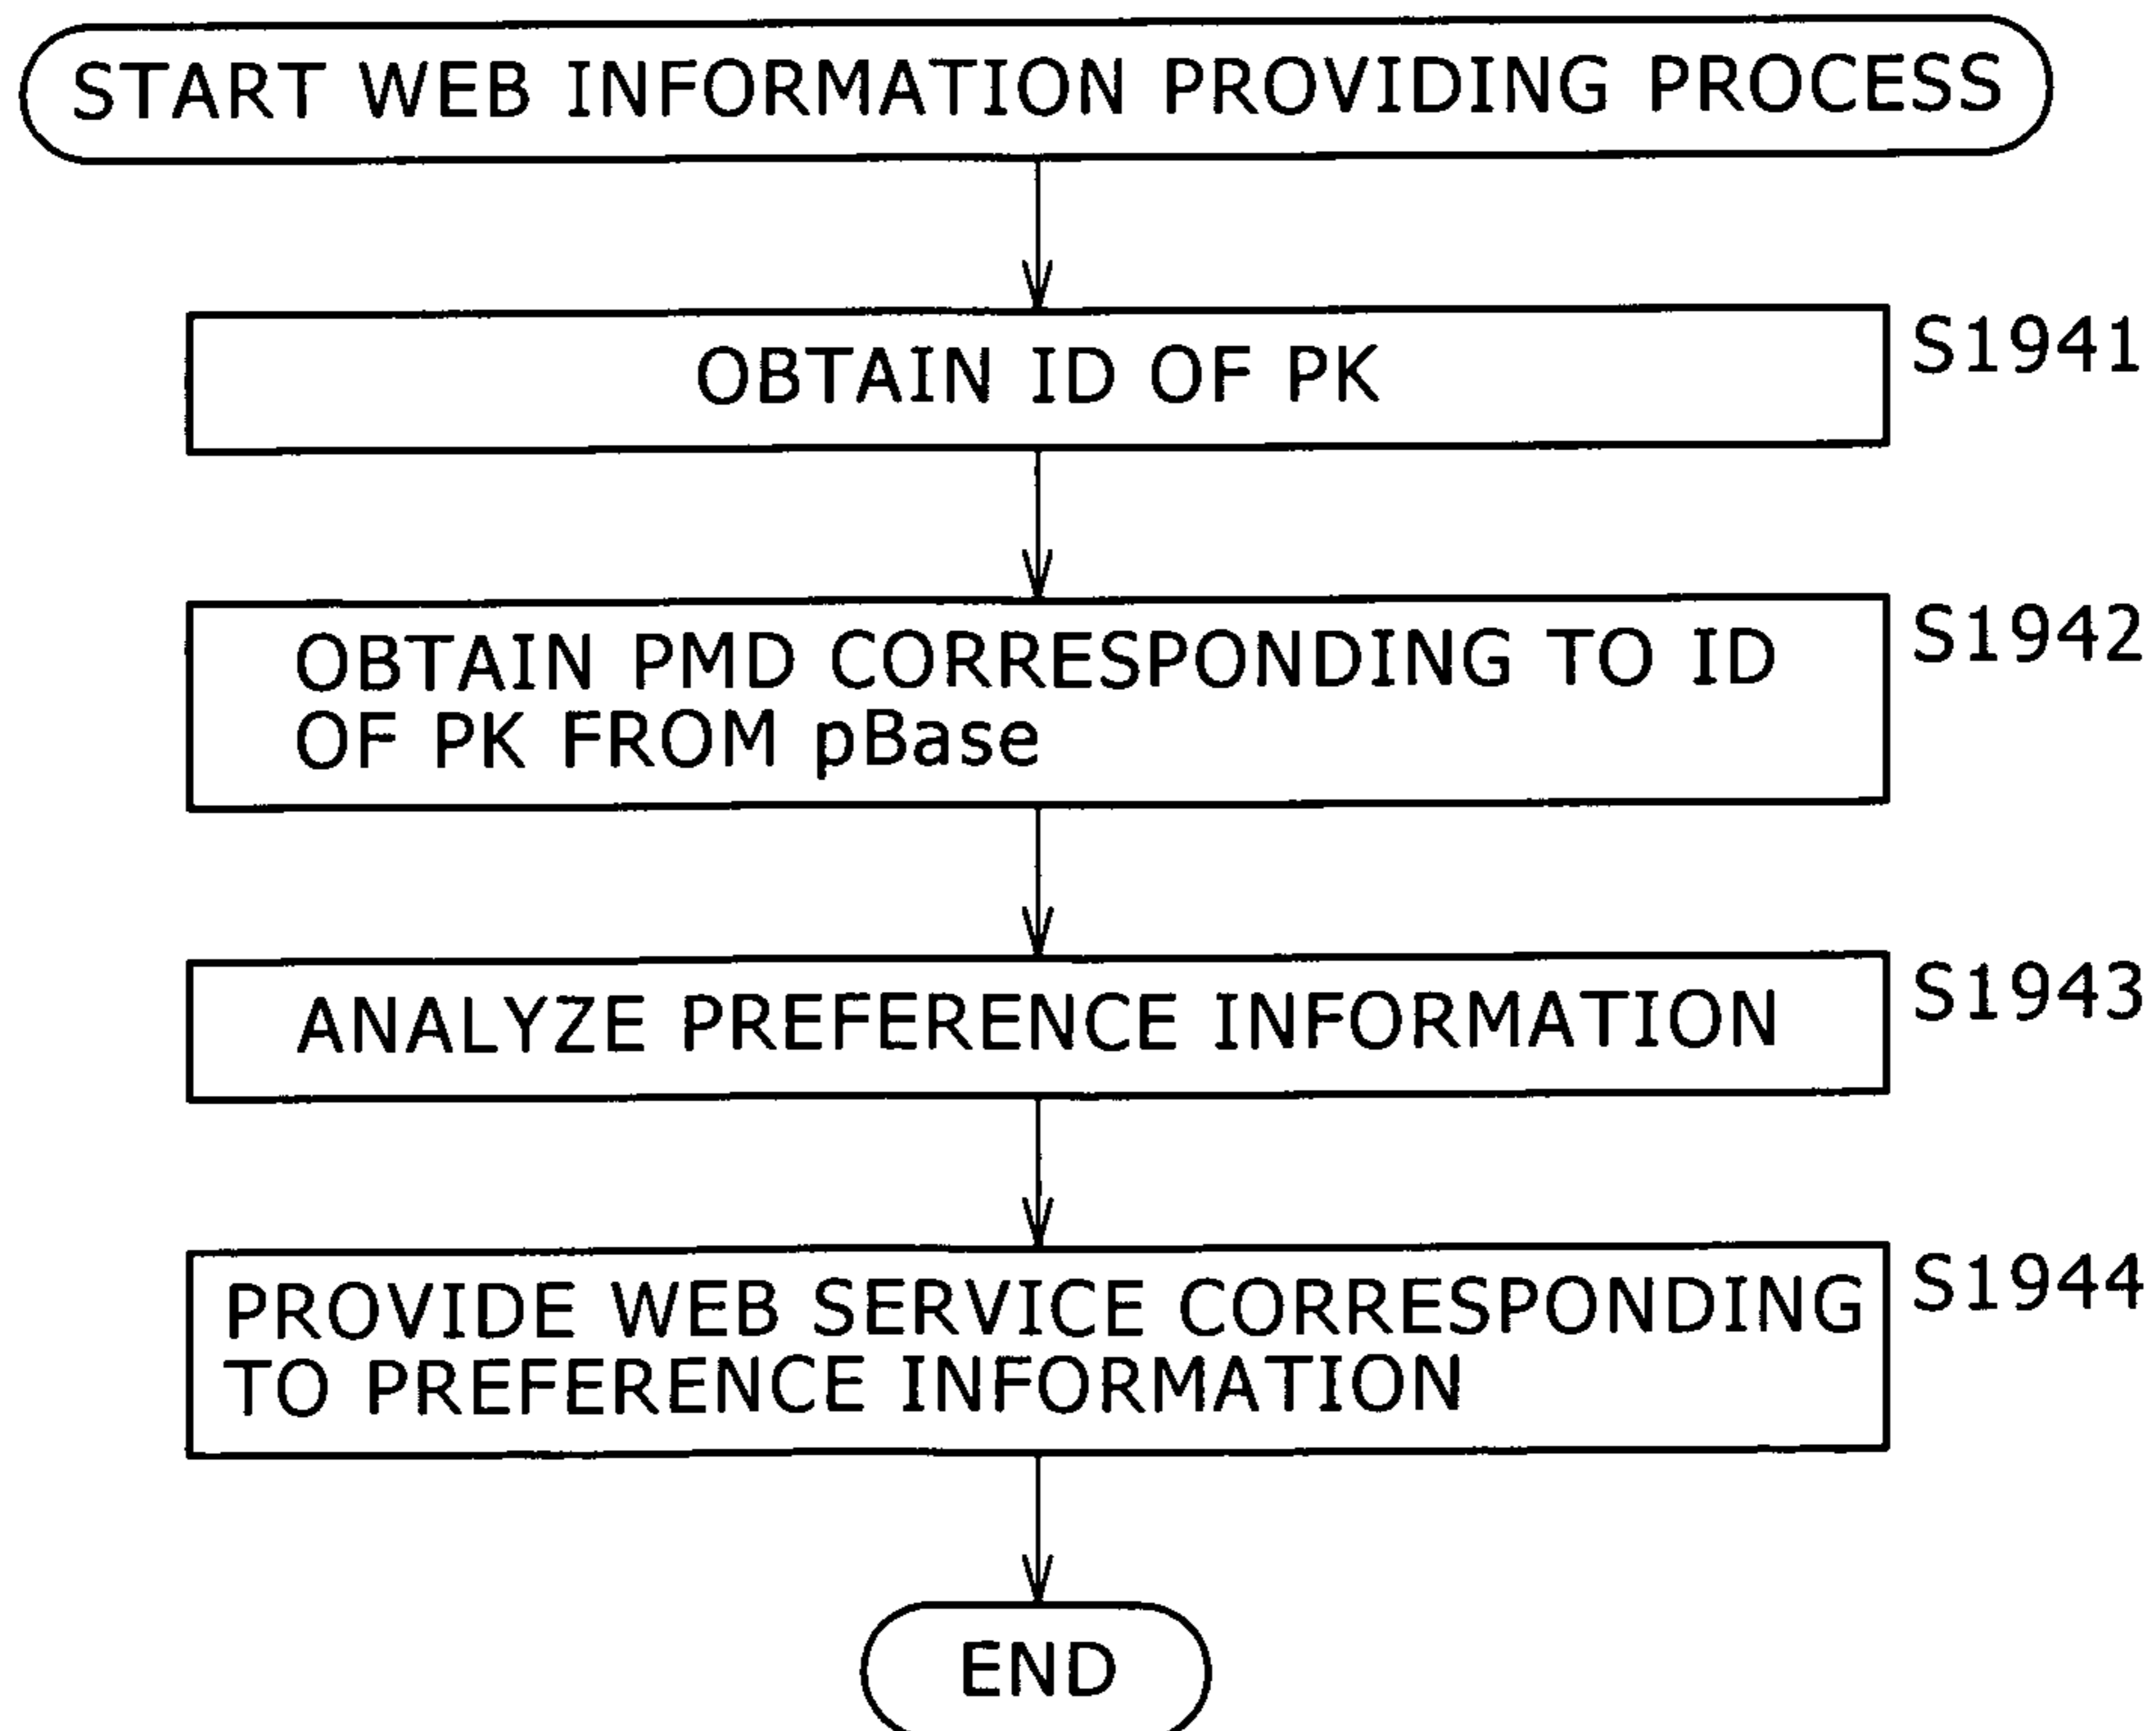 START WEB INFORMATION PROVIDING PROCESS
OBTAIN ID OF PK
S1941
OBTAIN PMD CORRESPONDING TO ID
OF PK FROM pBase
S1942
ANALYZE PREFERENCE INFORMATION
S1943
PROVIDE WEB SERVICE CORRESPONDING
TO PREFERENCE INFORMATION
S1944
END